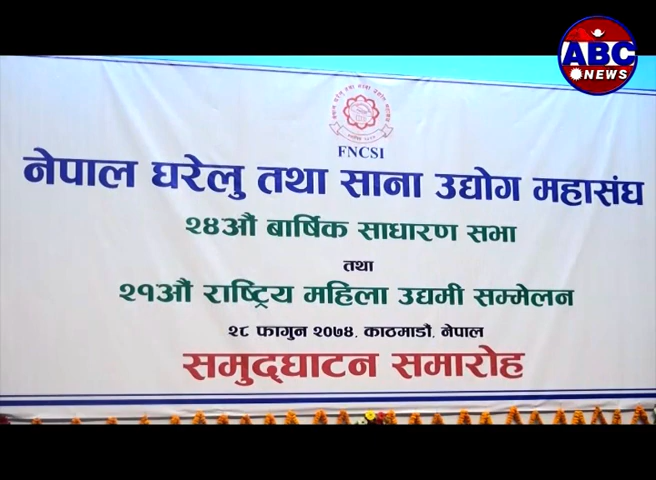 ABC
NEWS
FNCSI
नेपाल घरेलु तथा साना उद्योग महासंघ
२४औ बार्षिक साधारण सभा
तथा
२१औ राष्ट्रिय महिला उद्यमी सम्मेलन
२८ फागुन २०७४, काठमाडौ, नेपाल
समुद्घाटन समारोह